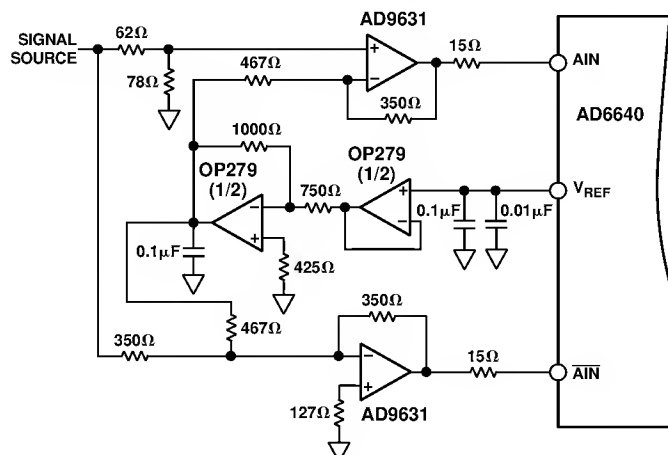 AD9631
SIGNAL
SOURCE
62Ω
15Ω
AIN
467Ω
78Ω
350Ω
AD6640
1000Ω
OP279
(1/2)
OP279
(1/2)
750Ω
VREF
0.1µF
0.01µF
0.1µF
425Ω
467Ω
350Ω
350Ω
15Ω
AIN
127Ω
AD9631
+
−
−
+
+
−
−
+